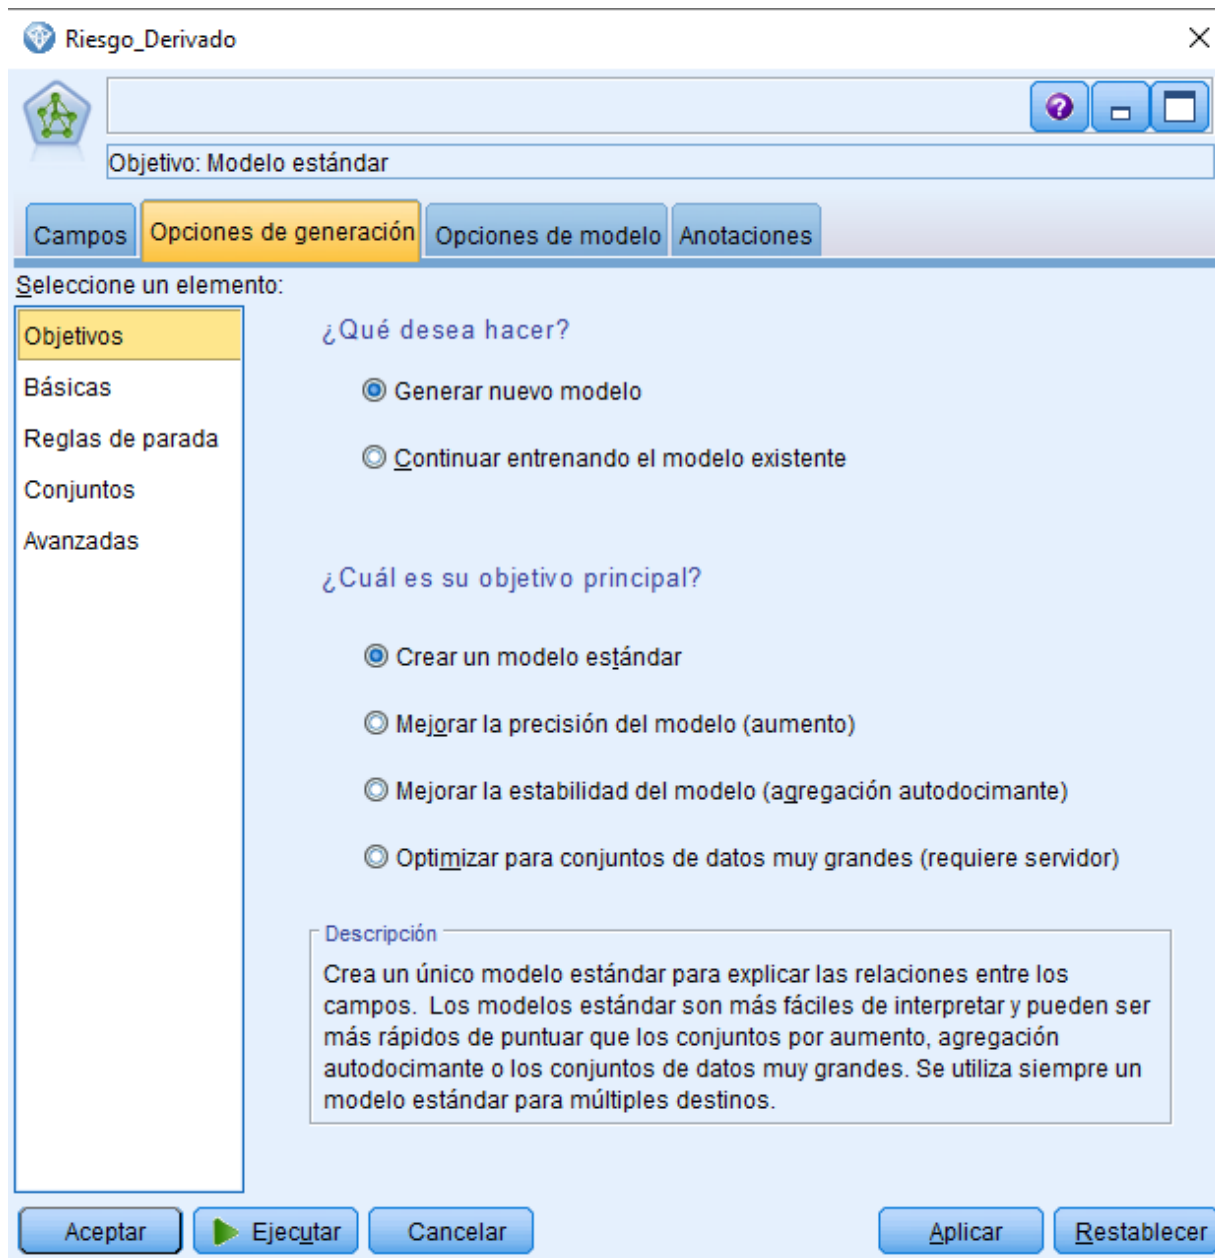 Riesgo_Derivado
Objetivo: Modelo estándar
Campos
Opciones de generación
Opciones de modelo
Anotaciones
Seleccione un elemento:
Objetivos
Básicas
Reglas de parada
Conjuntos
Avanzadas
¿Qué desea hacer?
Generar nuevo modelo
Continuar entrenando el modelo existente
¿Cuál es su objetivo principal?
Crear un modelo estándar
Mejorar la precisión del modelo (aumento)
Mejorar la estabilidad del modelo (agregación autodocimante)
Optimizar para conjuntos de datos muy grandes (requiere servidor)
Descripción
Crea un único modelo estándar para explicar las relaciones entre los
campos. Los modelos estándar son más fáciles de interpretar y pueden ser
más rápidos de puntuar que los conjuntos por aumento, agregación
autodocimante o los conjuntos de datos muy grandes. Se utiliza siempre un
modelo estándar para múltiples destinos.
Aceptar
Ejecutar
Cancelar
Aplicar
Restablecer